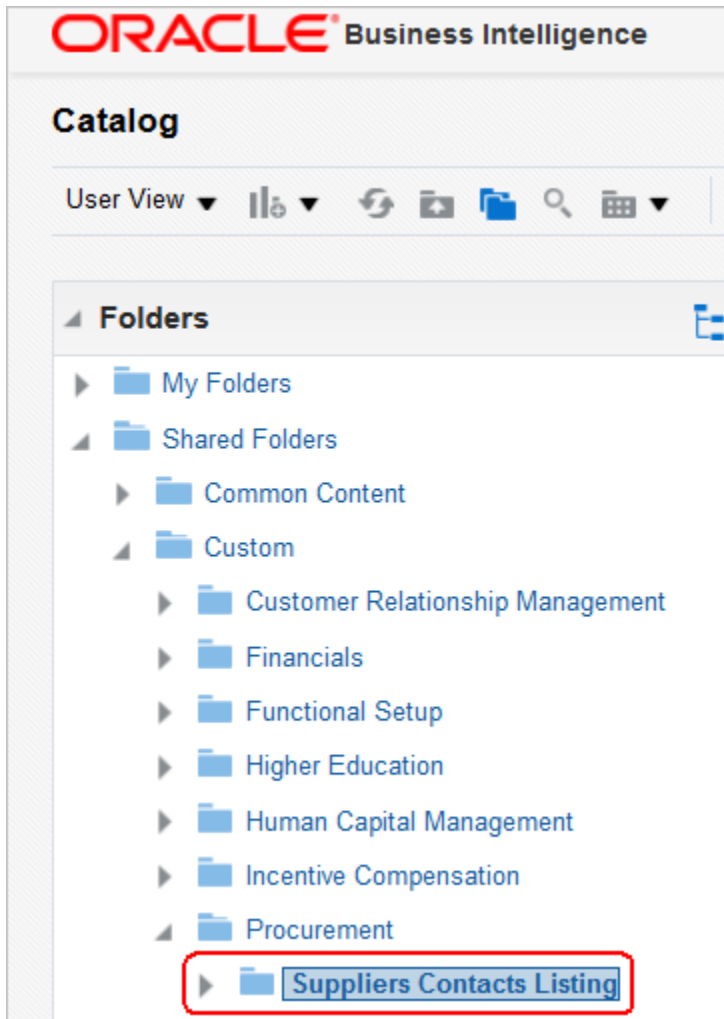 ORACLE Business Intelligence
Catalog
User View
Folders
My Folders
Shared Folders
Common Content
Custom
Customer Relationship Management
Financials
Functional Setup
Higher Education
Human Capital Management
Incentive Compensation
Procurement
Suppliers Contacts Listing